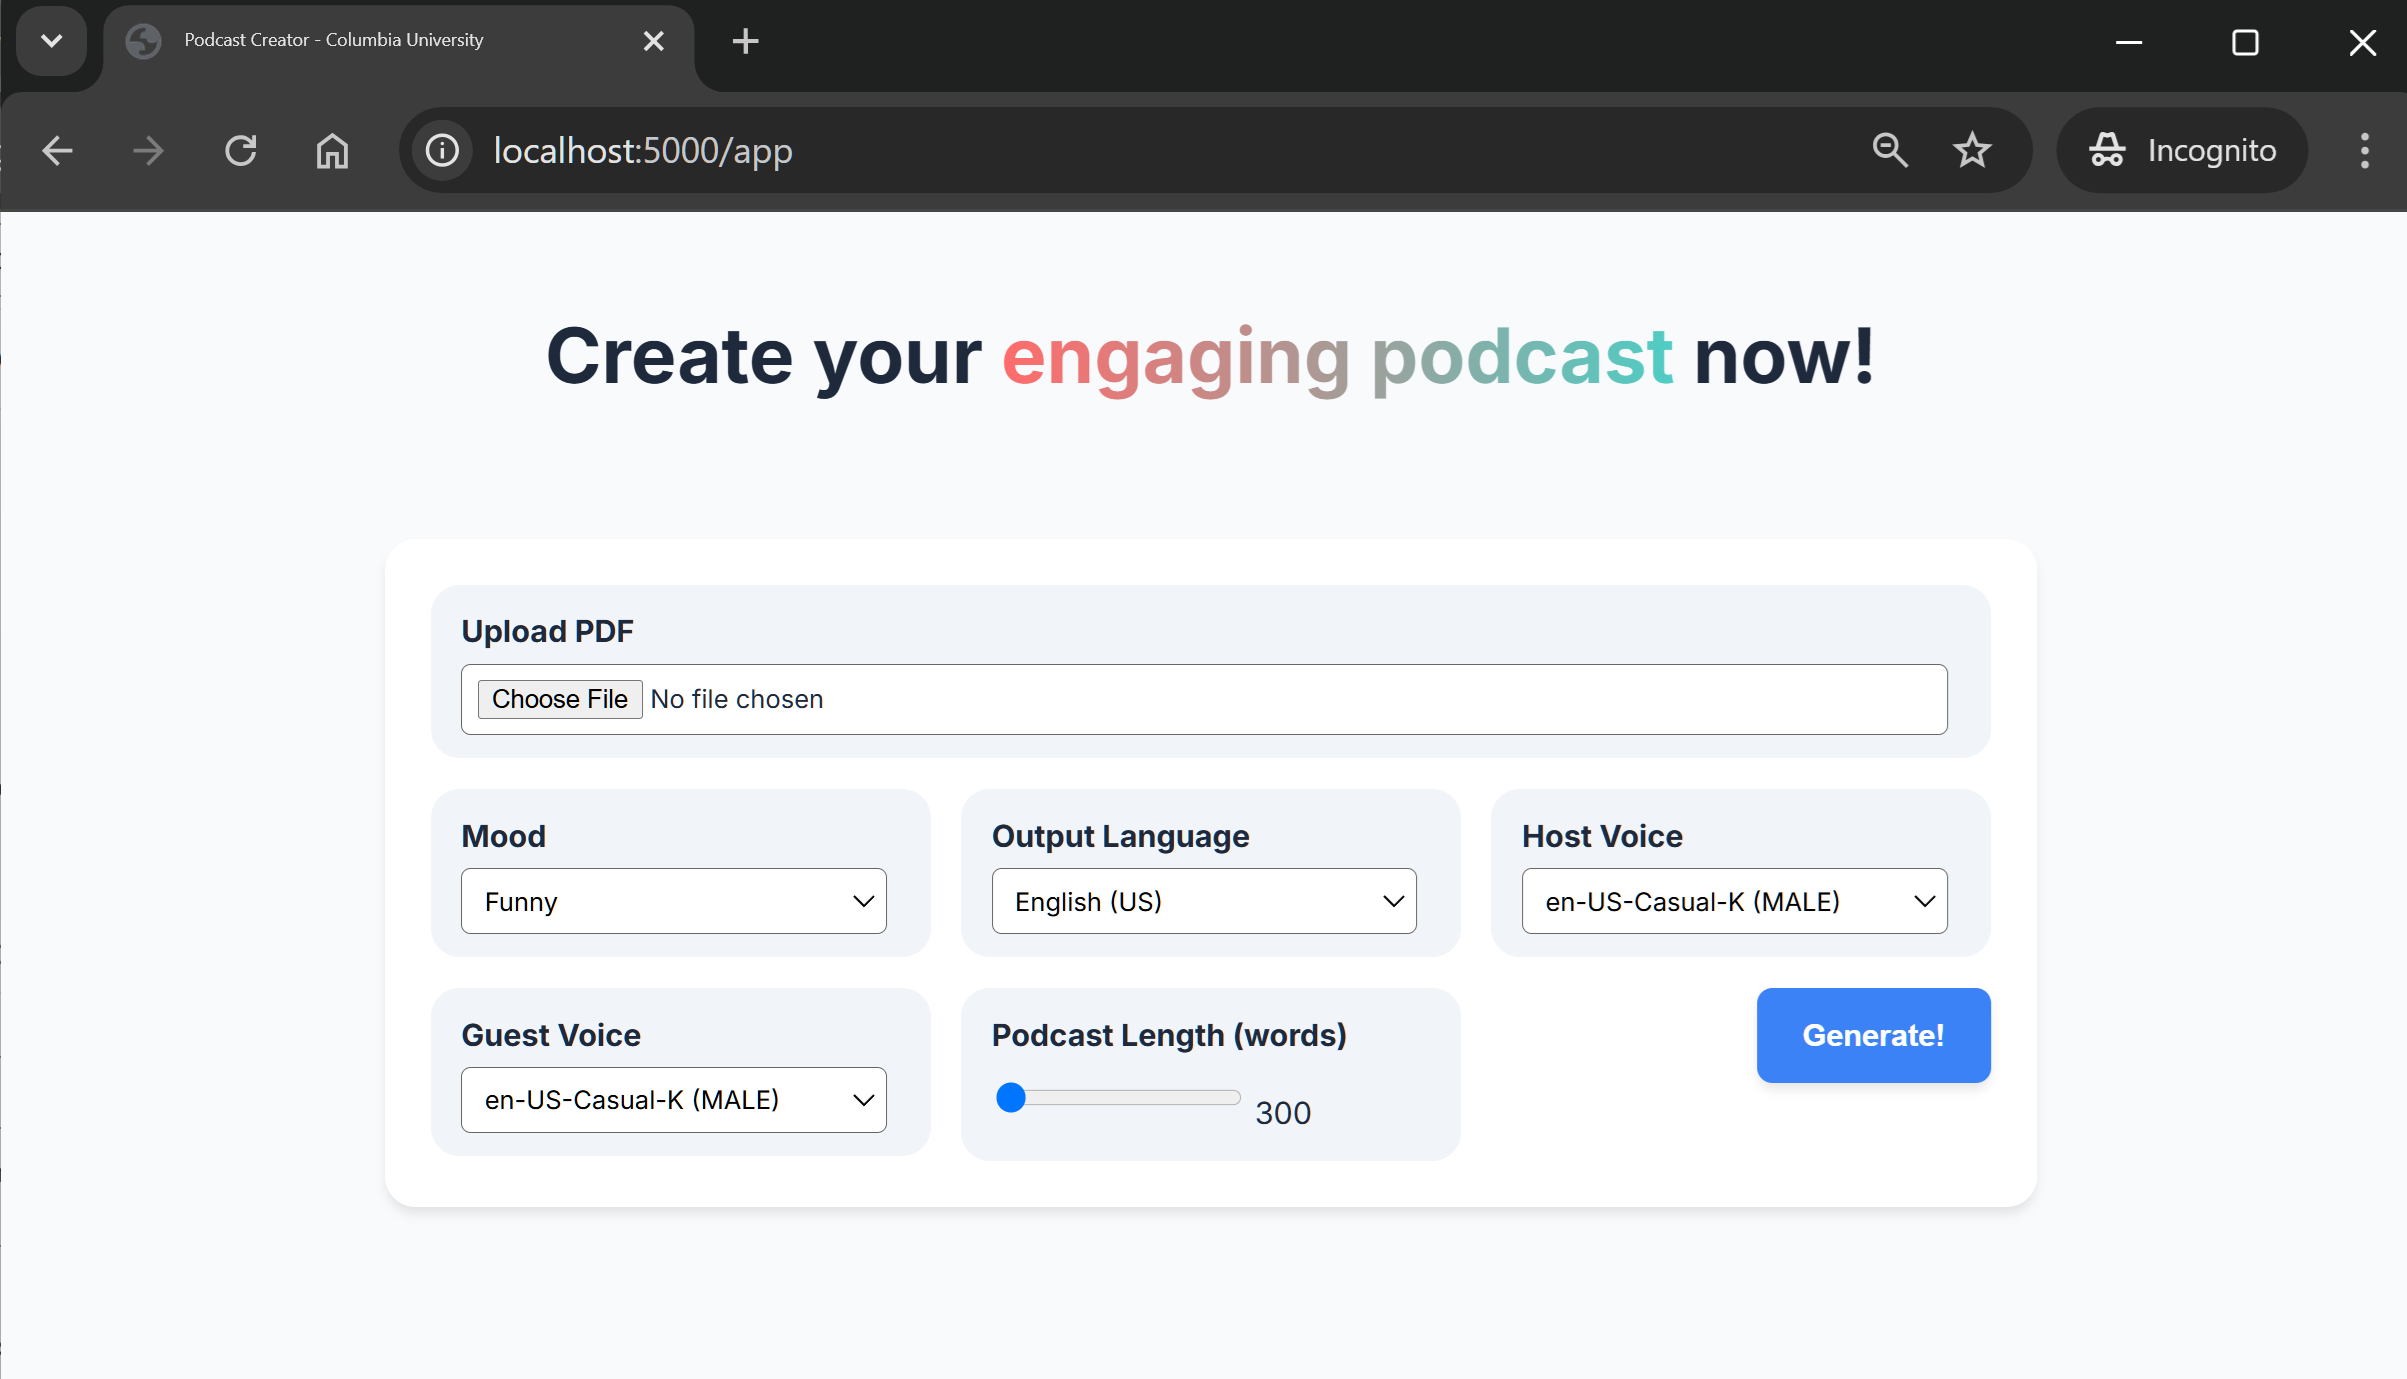 Podcast Creator - Columbia University
localhost:5000/app
Incognito
Create your engaging podcast now!
Upload PDF
Choose File No file chosen
Mood
Funny
Output Language
English (US)
Host Voice
en-US-Casual-K (MALE)
Guest Voice
en-US-Casual-K (MALE)
Podcast Length (words)
300
Generate!